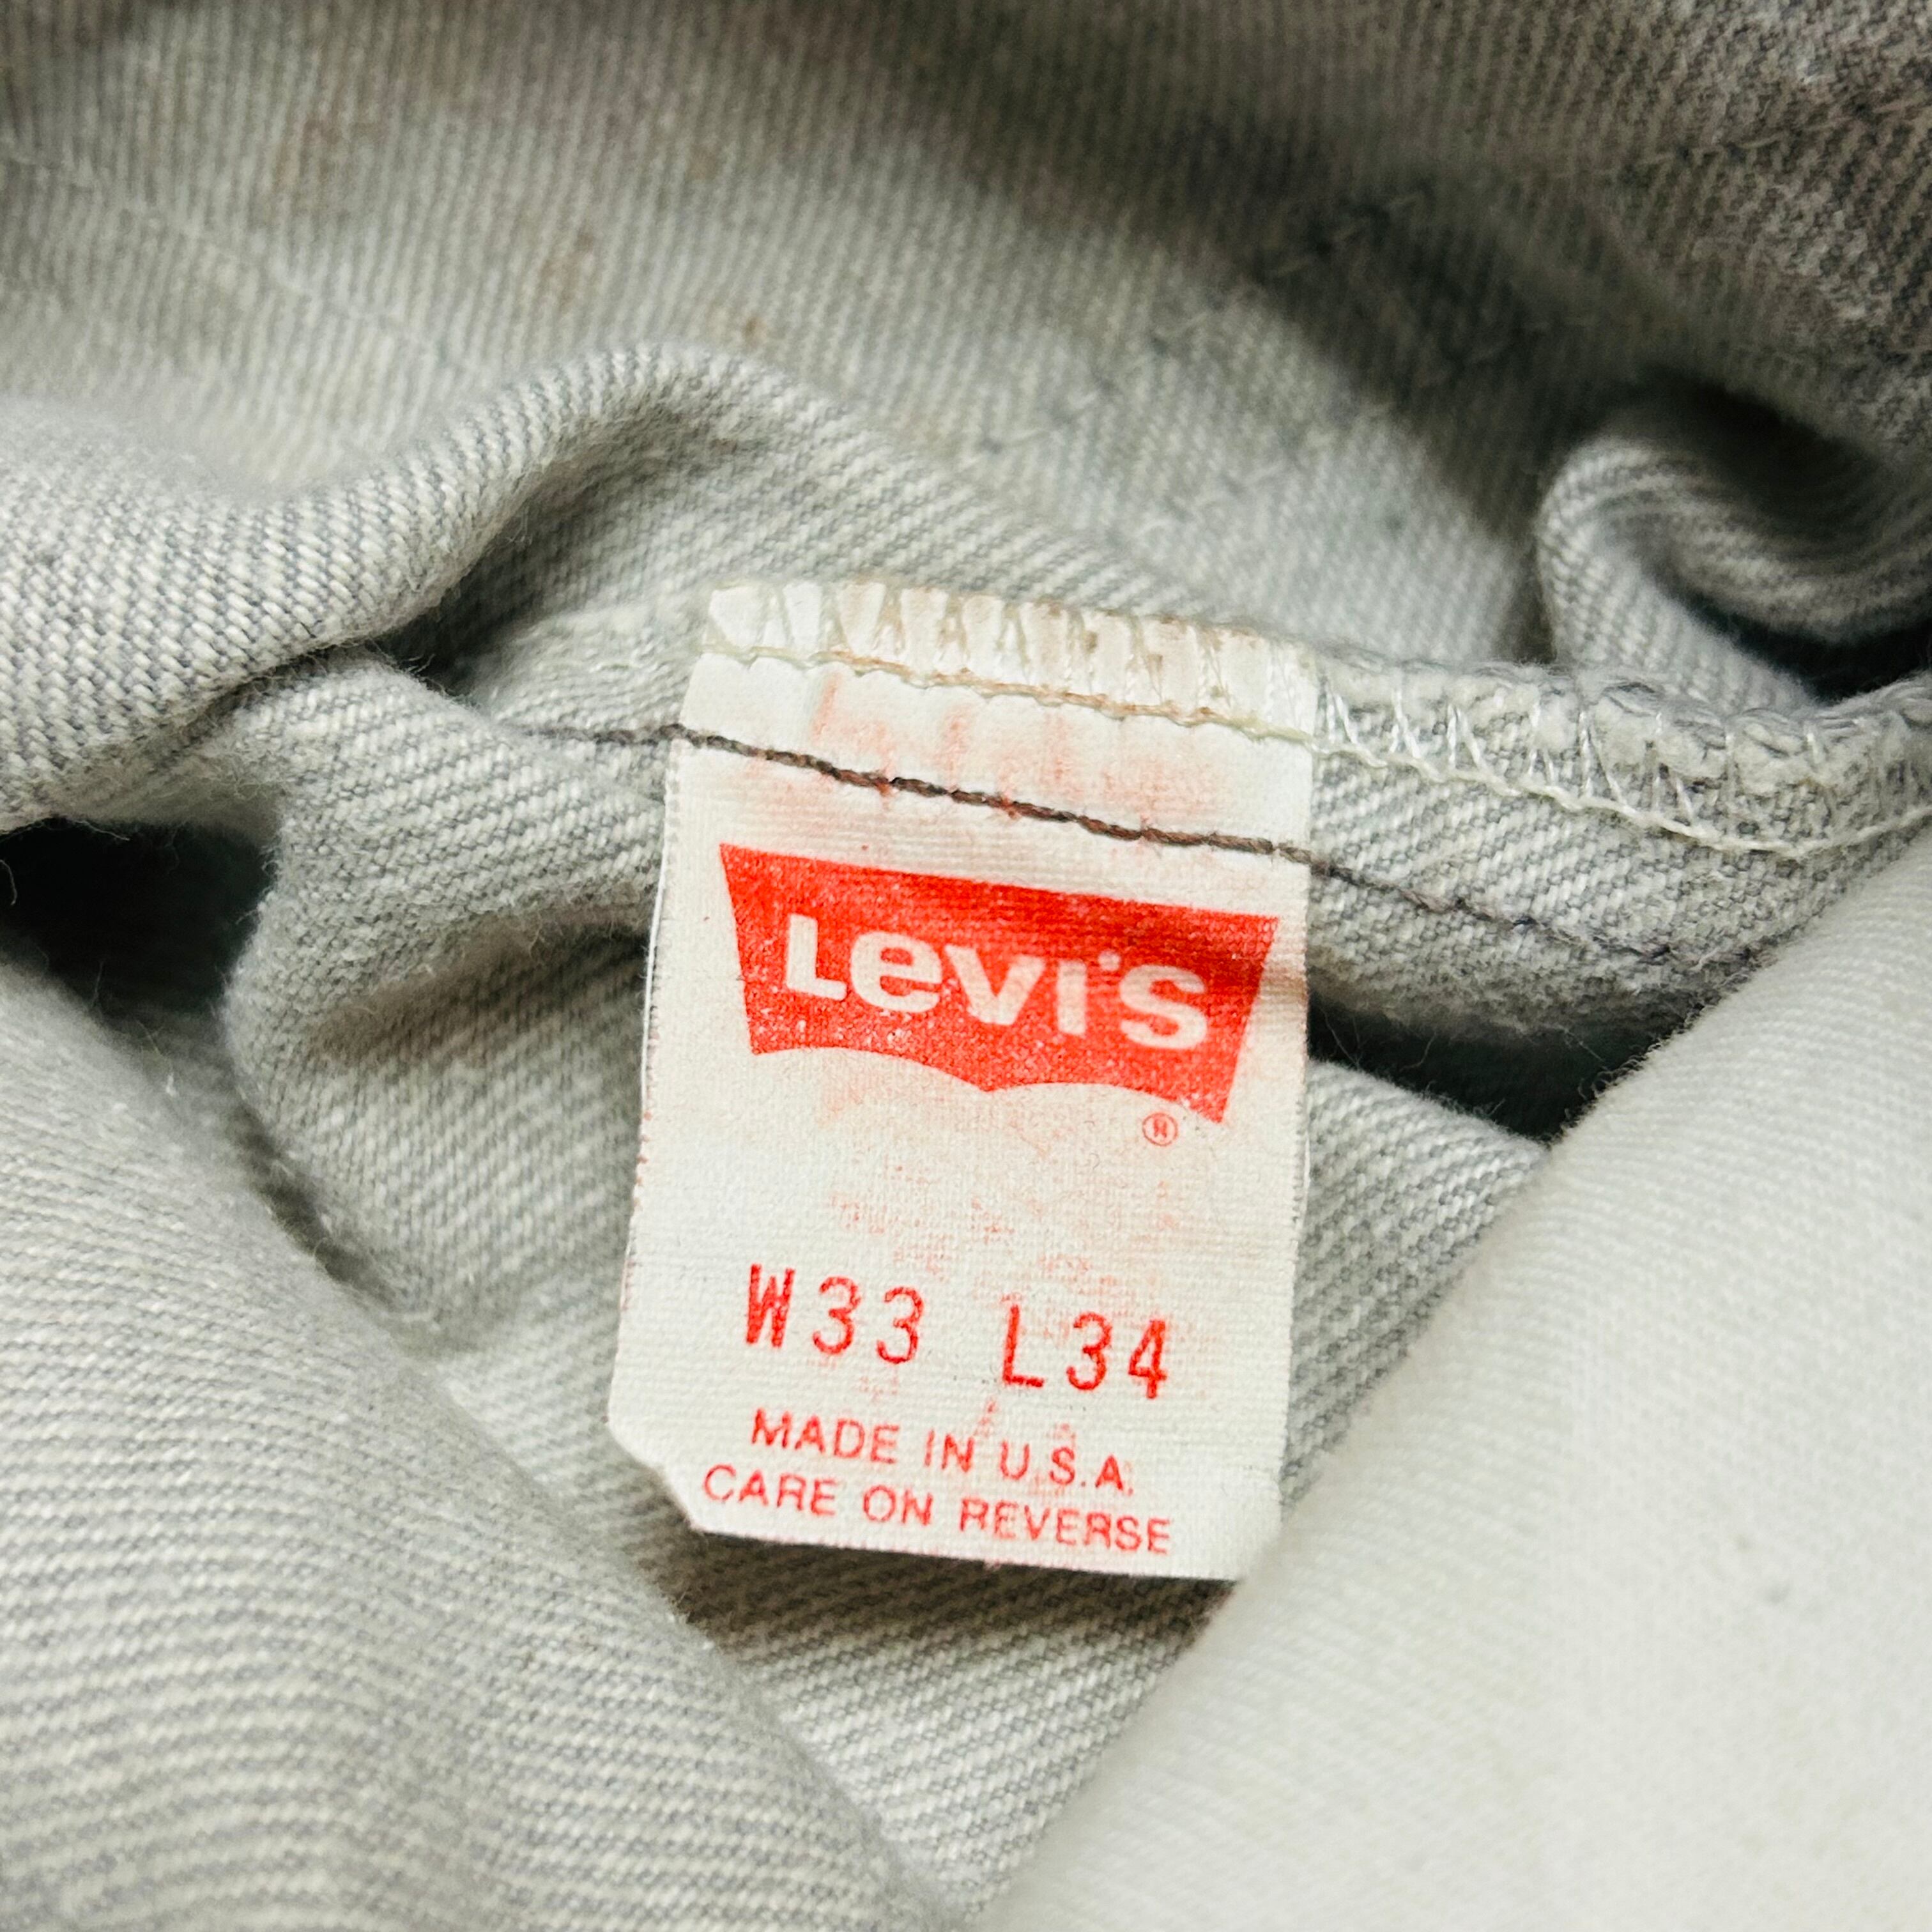 Levi's
®
W33 L34
MADE IN U.S.A.
CARE ON REVERSE